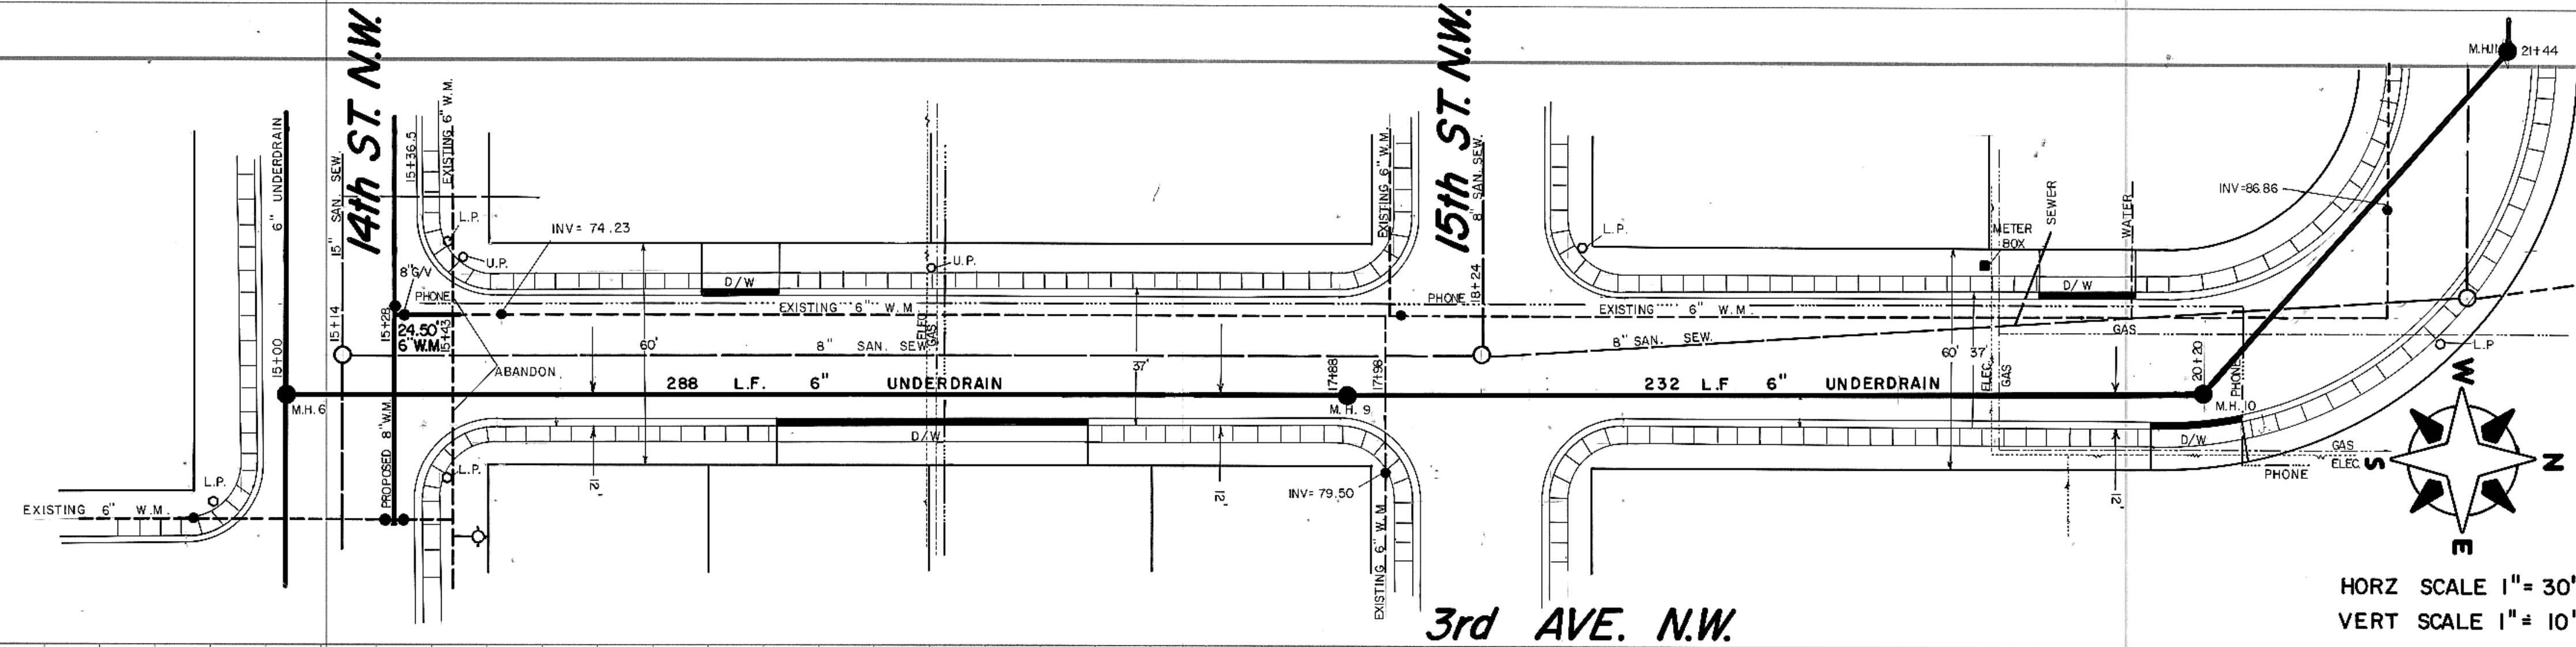 14th ST. N.W.
15th ST. N.W.
M.H.11
21+44
6" UNDERDRAIN
15" SAN SEW.
15+36.5
EXISTING 6" W.M.
EXISTING 6" W.M.
8" SAN. SEW.
INV=86.86
SEWER
WATER
L.P.
U.P.
INV= 74.23
U.P.
L.P.
METER
BOX
8" G/V
PHONE
D/W
EXISTING 6" W.M.
PHONE
18+24
EXISTING 6" W.M.
D/W
GAS
15+00
15+14
15+28
24.50'
6" W.M.
15+43
60'
8" SAN. SEW.
ELEC.
GAS
37'
8" SAN. SEW.
60'
37'
L.P
ABANDON
288 L.F. 6" UNDERDRAIN
17+88
17+98
232 L.F 6" UNDERDRAIN
ELEC.
GAS
20+20
PHONE
M.H. 6
M.H. 9
M.H. 10
PROPOSED 8" W.M.
D/W
D/W
GAS
ELEC.
PHONE
L.P.
L.P.
12'
12'
12'
INV= 79.50
EXISTING 6" W.M.
EXISTING 6" W.M
W
S
N
E
HORZ SCALE 1"= 30'
VERT SCALE 1"= 10'
3rd AVE. N.W.